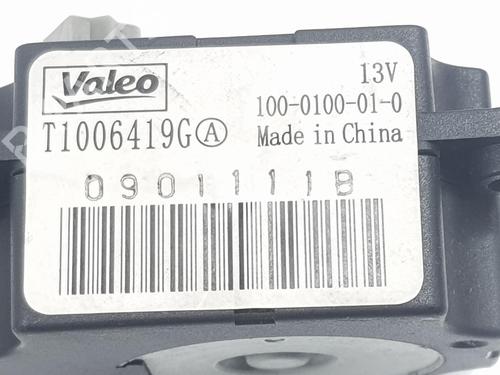 Valeo
13V
T1006419G Ⓐ
100-0100-01-0
Made in China
0901111B